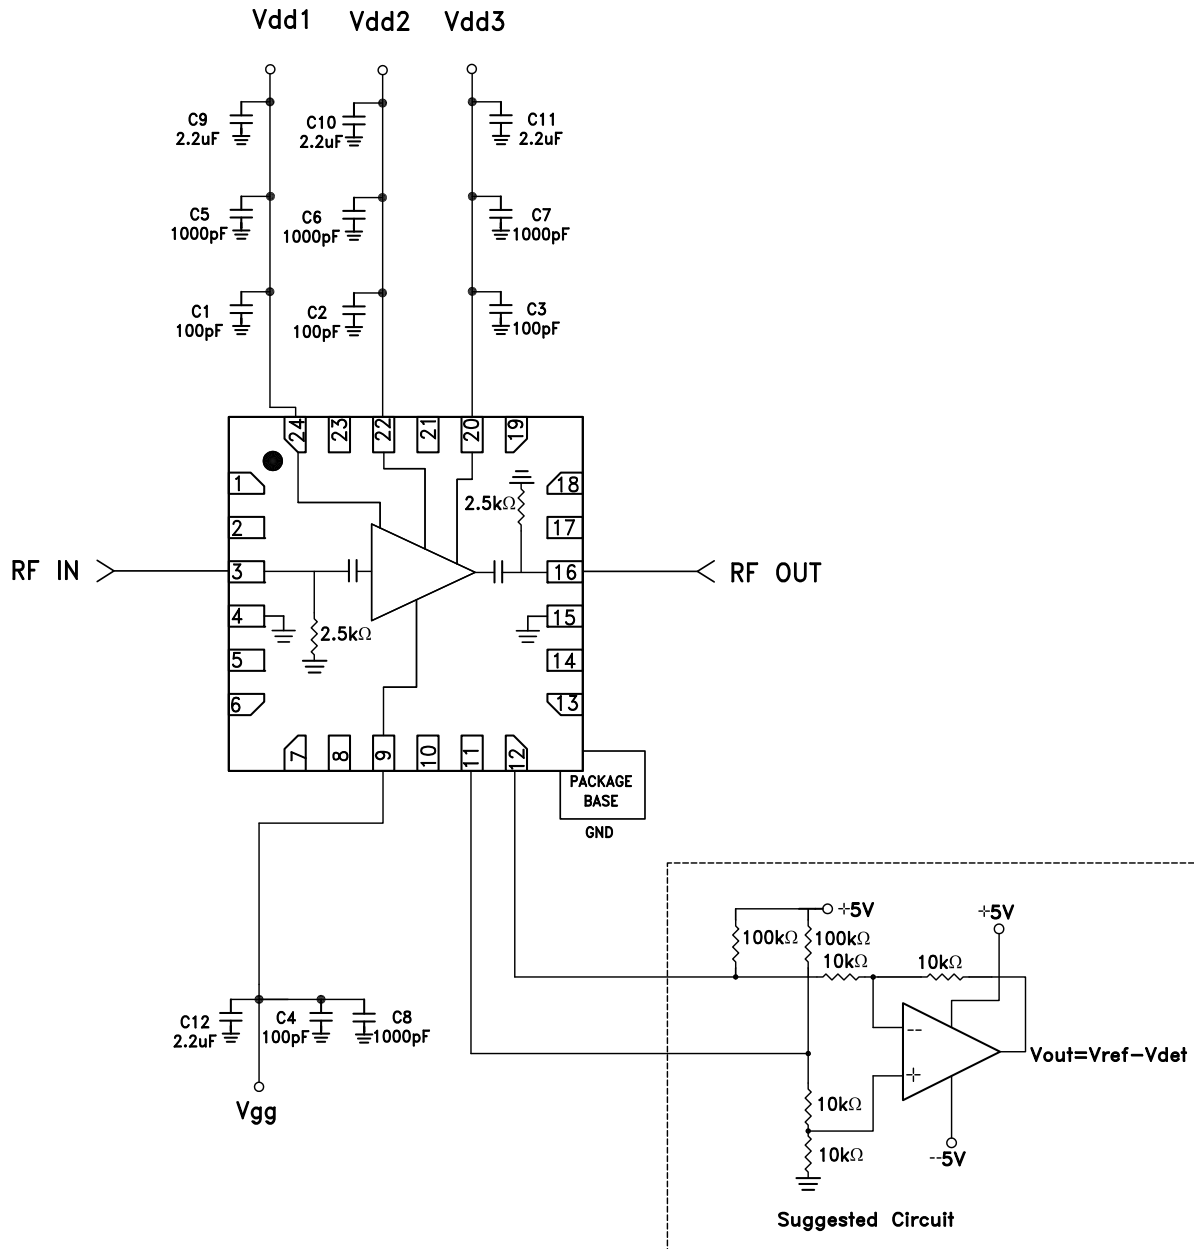 Vdd1 Vdd2 Vdd3
C9
2.2uF
C10
2.2uF
C11
2.2uF
C5
1000pF
C6
1000pF
C7
1000pF
C1
100pF
C2
100pF
C3
100pF
24 23 22 21 20 19
1
2
3
4
5
6
18
17
16
15
14
13
2.5kΩ
2.5kΩ
RF IN
RF OUT
7 8 9 10 11 12
PACKAGE
BASE
GND
+5V
+5V
100kΩ 100kΩ
10kΩ 10kΩ
--
+
Vout=Vref-Vdet
10kΩ
10kΩ
--5V
C12
2.2uF
C4
100pF
C8
1000pF
Vgg
Suggested Circuit